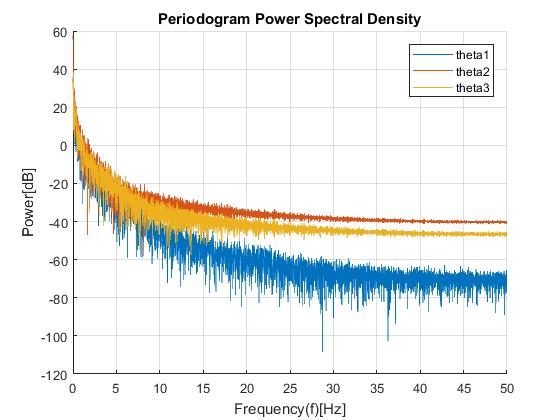 Periodogram Power Spectral Density
60
40
20
0
-20
-40
-60
-80
-100
-120
Power[dB]
theta1
theta2
theta3
0 5 10 15 20 25 30 35 40 45 50
Frequency(f)[Hz]